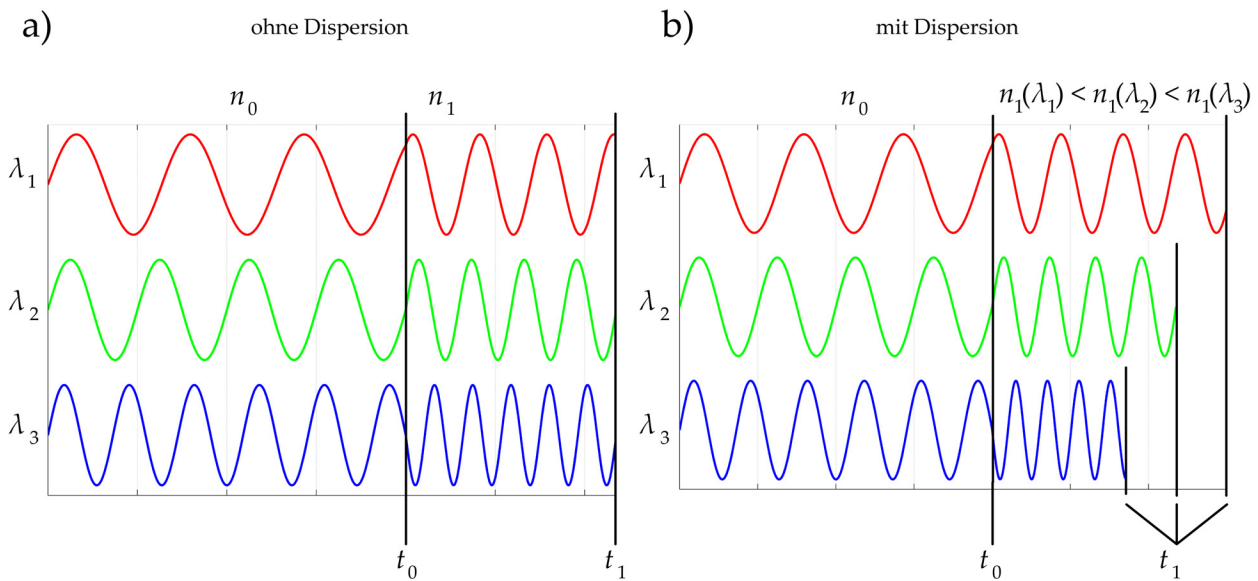 a) ohne Dispersion
n₀ n₁
λ₁
λ₂
λ₃
t₀ t₁
b) mit Dispersion
n₀ n₁(λ₁) < n₁(λ₂) < n₁(λ₃)
λ₁
λ₂
λ₃
t₀ t₁